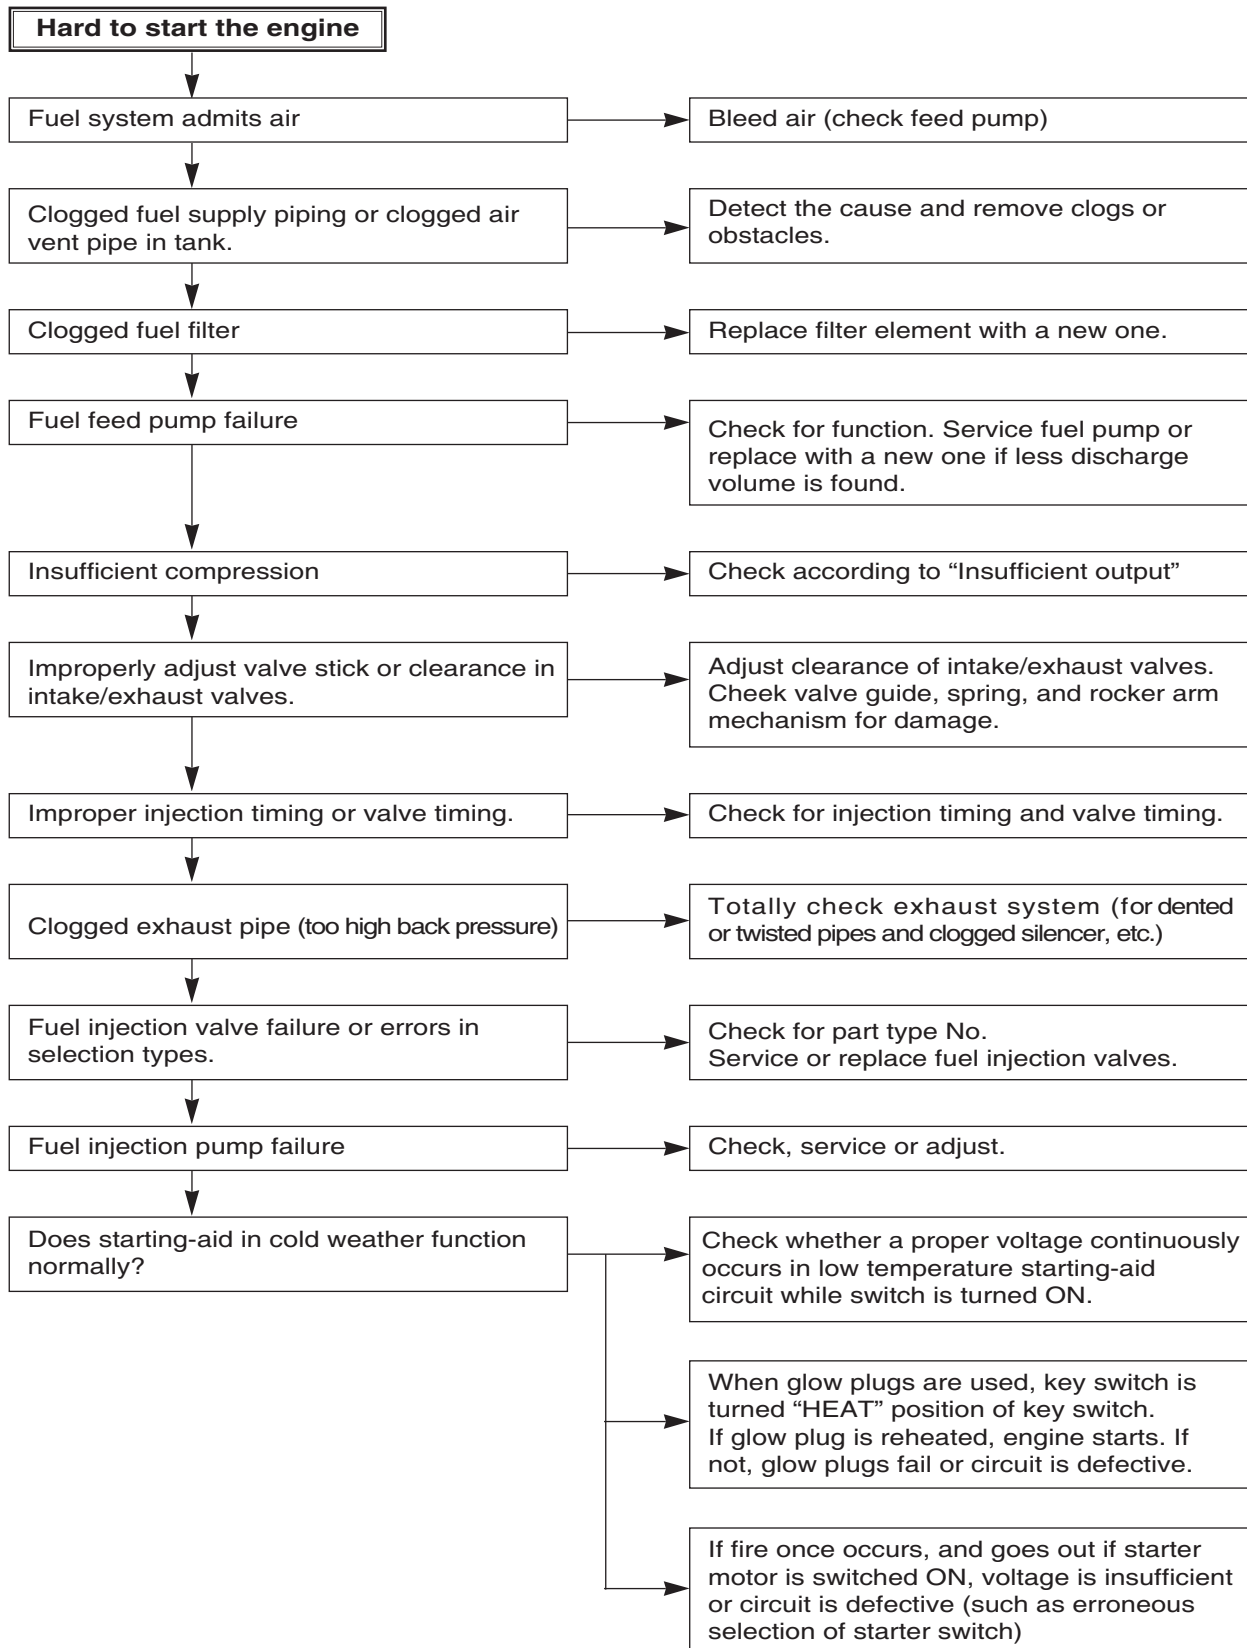 Hard to start the engine
Fuel system admits air
Bleed air (check feed pump)
Clogged fuel supply piping or clogged air
vent pipe in tank.
Detect the cause and remove clogs or
obstacles.
Clogged fuel filter
Replace filter element with a new one.
Fuel feed pump failure
Check for function. Service fuel pump or
replace with a new one if less discharge
volume is found.
Insufficient compression
Check according to “Insufficient output”
Improperly adjust valve stick or clearance in
intake/exhaust valves.
Adjust clearance of intake/exhaust valves.
Cheek valve guide, spring, and rocker arm
mechanism for damage.
Improper injection timing or valve timing.
Check for injection timing and valve timing.
Clogged exhaust pipe (too high back pressure)
Totally check exhaust system (for dented
or twisted pipes and clogged silencer, etc.)
Fuel injection valve failure or errors in
selection types.
Check for part type No.
Service or replace fuel injection valves.
Fuel injection pump failure
Check, service or adjust.
Does starting-aid in cold weather function
normally?
Check whether a proper voltage continuously
occurs in low temperature starting-aid
circuit while switch is turned ON.
When glow plugs are used, key switch is
turned “HEAT” position of key switch.
If glow plug is reheated, engine starts. If
not, glow plugs fail or circuit is defective.
If fire once occurs, and goes out if starter
motor is switched ON, voltage is insufficient
or circuit is defective (such as erroneous
selection of starter switch)